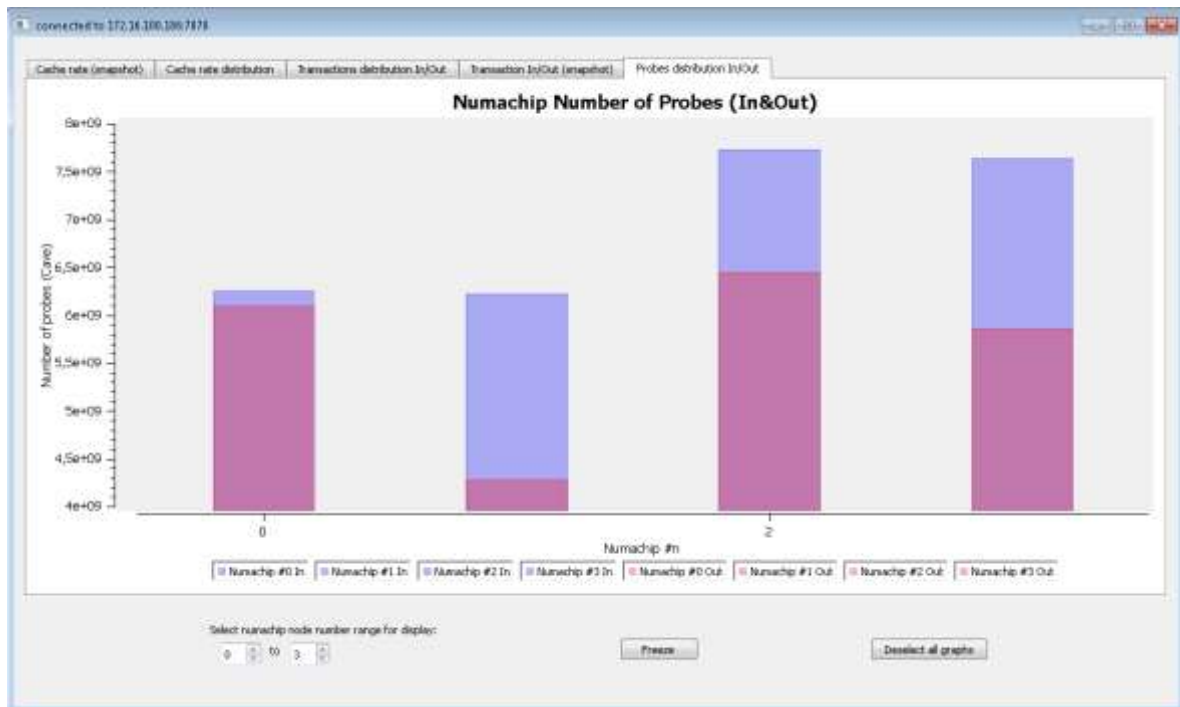 connected to 172.16.100.186:7878
Cache rate (snapshot) Cache rate distribution Transactions distribution In/Out Transaction In/Out (snapshot) Probes distribution In/Out
Numachip Number of Probes (In&Out)
8e+09
7,5e+09
7e+09
6,5e+09
6e+09
5,5e+09
5e+09
4,5e+09
4e+09
Number of probes (Cave)
0 2
Numachip #n
Numachip #0 In Numachip #1 In Numachip #2 In Numachip #3 In Numachip #0 Out Numachip #1 Out Numachip #2 Out Numachip #3 Out
Select numachip node number range for display:
0 to 3
Freeze
Deselect all graphs